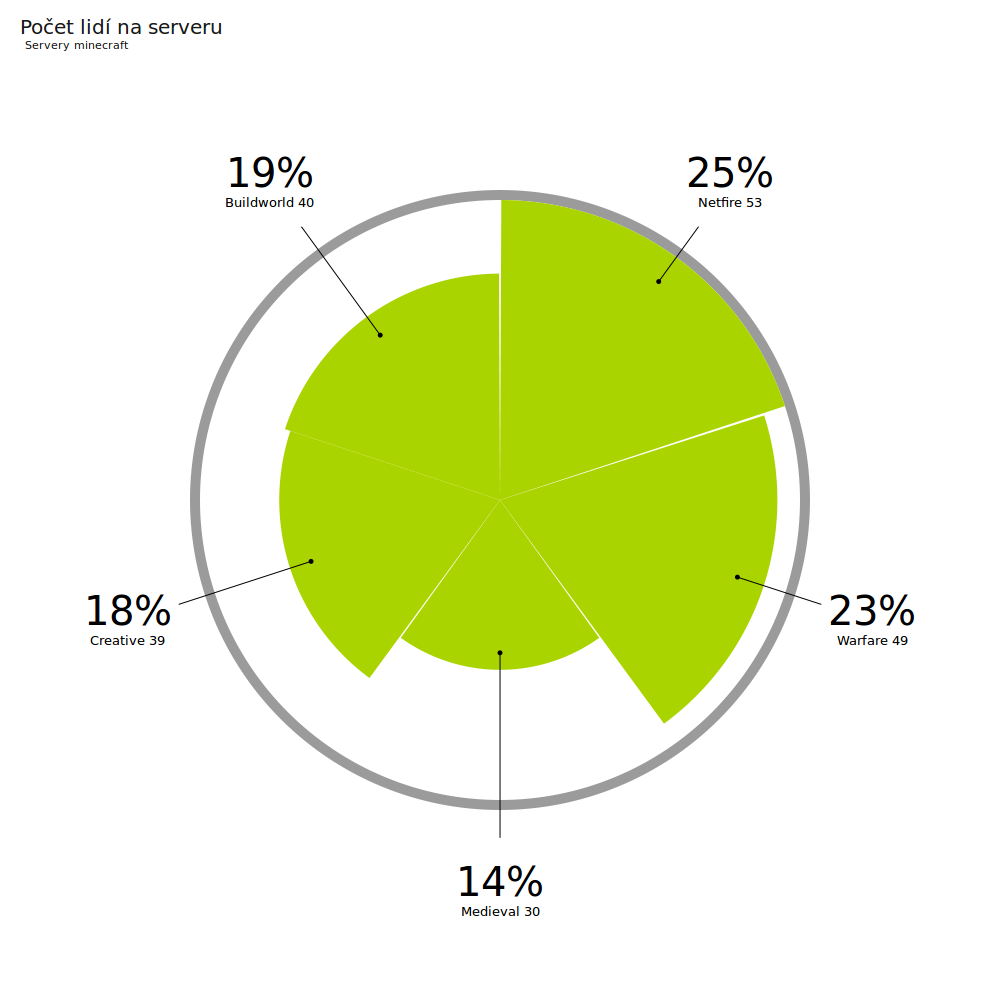 Počet lidí na serveru
Servery minecraft
19%
Buildworld 40
25%
Netfire 53
18%
Creative 39
23%
Warfare 49
14%
Medieval 30